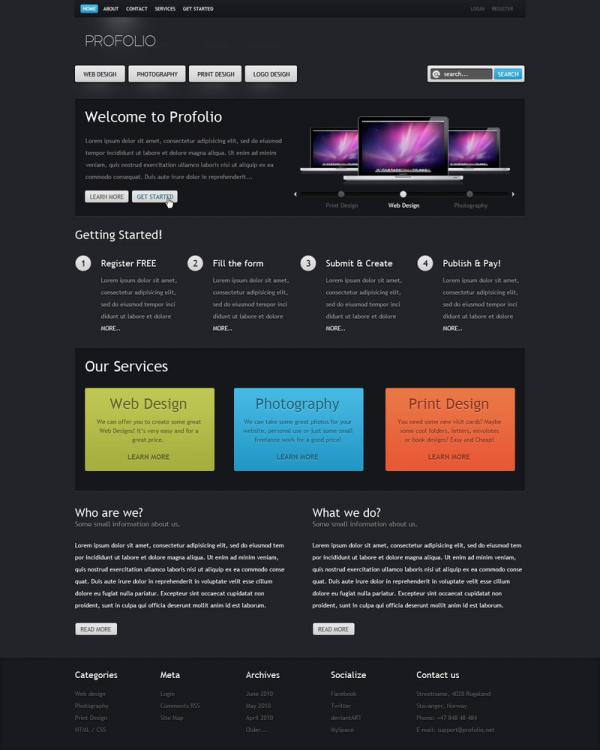 HOME ABOUT CONTACT SERVICES GET STARTED LOGIN REGISTER
PROFOLIO
WEB DESIGN PHOTOGRAPHY PRINT DESIGN LOGO DESIGN search... SEARCH
Welcome to Profolio
Lorem ipsum dolor sit amet, consectetur adipisicing elit, sed do eiusmod
tempor incididunt ut labore et dolore magna aliqua. Ut enim ad minim
veniam, quis nostrud exercitation ullamco laboris nisi ut aliquip ex ea
commodo consequat. Duis aute irure dolor in reprehenderit...
LEARN MORE GET STARTED
Print Design Web Design Photography
Getting Started!
1 Register FREE
Lorem ipsum dolor sit amet,
consectetur adipisicing elit,
sed do eiusmod tempor inci
didunt ut labore et dolore
MORE..
2 Fill the form
Lorem ipsum dolor sit amet,
consectetur adipisicing elit,
sed do eiusmod tempor inci
didunt ut labore et dolore
MORE..
3 Submit & Create
Lorem ipsum dolor sit amet,
consectetur adipisicing elit,
sed do eiusmod tempor inci
didunt ut labore et dolore
MORE..
4 Publish & Pay!
Lorem ipsum dolor sit amet,
consectetur adipisicing elit,
sed do eiusmod tempor inci
didunt ut labore et dolore
MORE..
Our Services
Web Design
We can offer you to create some great
Web Designs! It's very easy and for a
great price.
LEARN MORE
Photography
We can take some great photos for your
website, personal use or just some small
freelance work for a good price!
LEARN MORE
Print Design
You need some new visit cards? Maybe
some cool folders, letters, envolotes
or book designs? Easy and Cheap!
LEARN MORE
Who are we?
Some small information about us.
Lorem ipsum dolor sit amet, consectetur adipisicing elit, sed do eiusmod tem
por incididunt ut labore et dolore magna aliqua. Ut enim ad minim veniam,
quis nostrud exercitation ullamco laboris nisi ut aliquip ex ea commodo conse
quat. Duis aute irure dolor in reprehenderit in voluptate velit esse cillum
dolore eu fugiat nulla pariatur. Excepteur sint occaecat cupidatat non
proident, sunt in culpa qui officia deserunt mollit anim id est laborum.
READ MORE
What we do?
Some small information about us.
Lorem ipsum dolor sit amet, consectetur adipisicing elit, sed do eiusmod tem
por incididunt ut labore et dolore magna aliqua. Ut enim ad minim veniam,
quis nostrud exercitation ullamco laboris nisi ut aliquip ex ea commodo conse
quat. Duis aute irure dolor in reprehenderit in voluptate velit esse cillum
dolore eu fugiat nulla pariatur. Excepteur sint occaecat cupidatat non
proident, sunt in culpa qui officia deserunt mollit anim id est laborum.
READ MORE
Categories
Web design
Photography
Print Design
HTML / CSS
Meta
Login
Comments RSS
Site Map
Archives
June 2010
May 2010
April 2010
Older...
Socialize
Facebook
Twitter
deviantART
MySpace
Contact us
Streetname, 4028 Rogaland
Stavanger, Norway
Phone: +47 848 48 484
E-mail: support@profolio.net